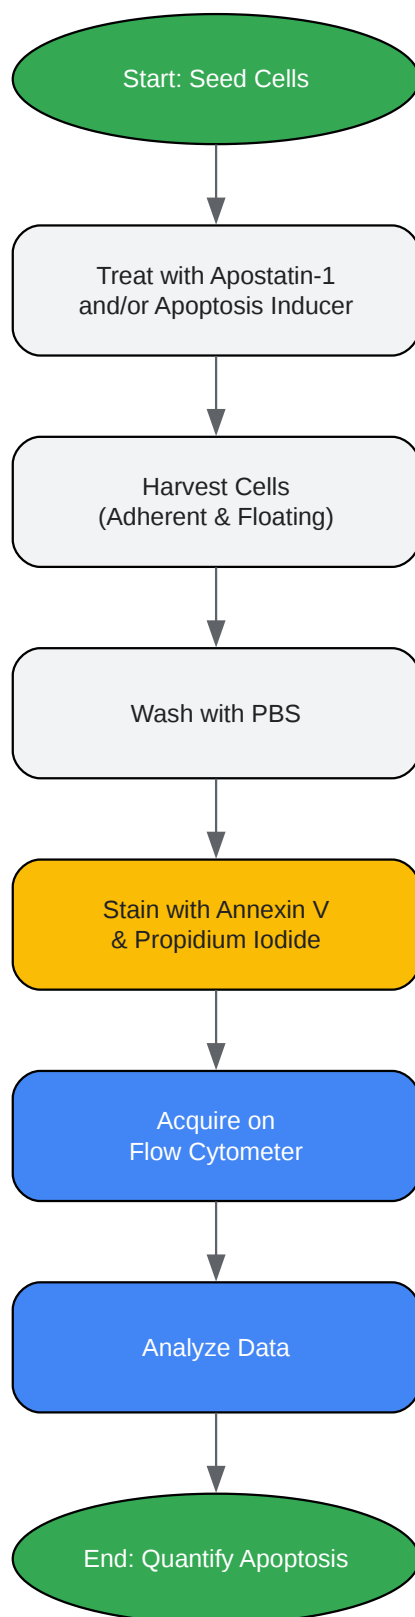 Start: Seed Cells
Treat with Apostatin-1
and/or Apoptosis Inducer
Harvest Cells
(Adherent & Floating)
Wash with PBS
Stain with Annexin V
& Propidium Iodide
Acquire on
Flow Cytometer
Analyze Data
End: Quantify Apoptosis